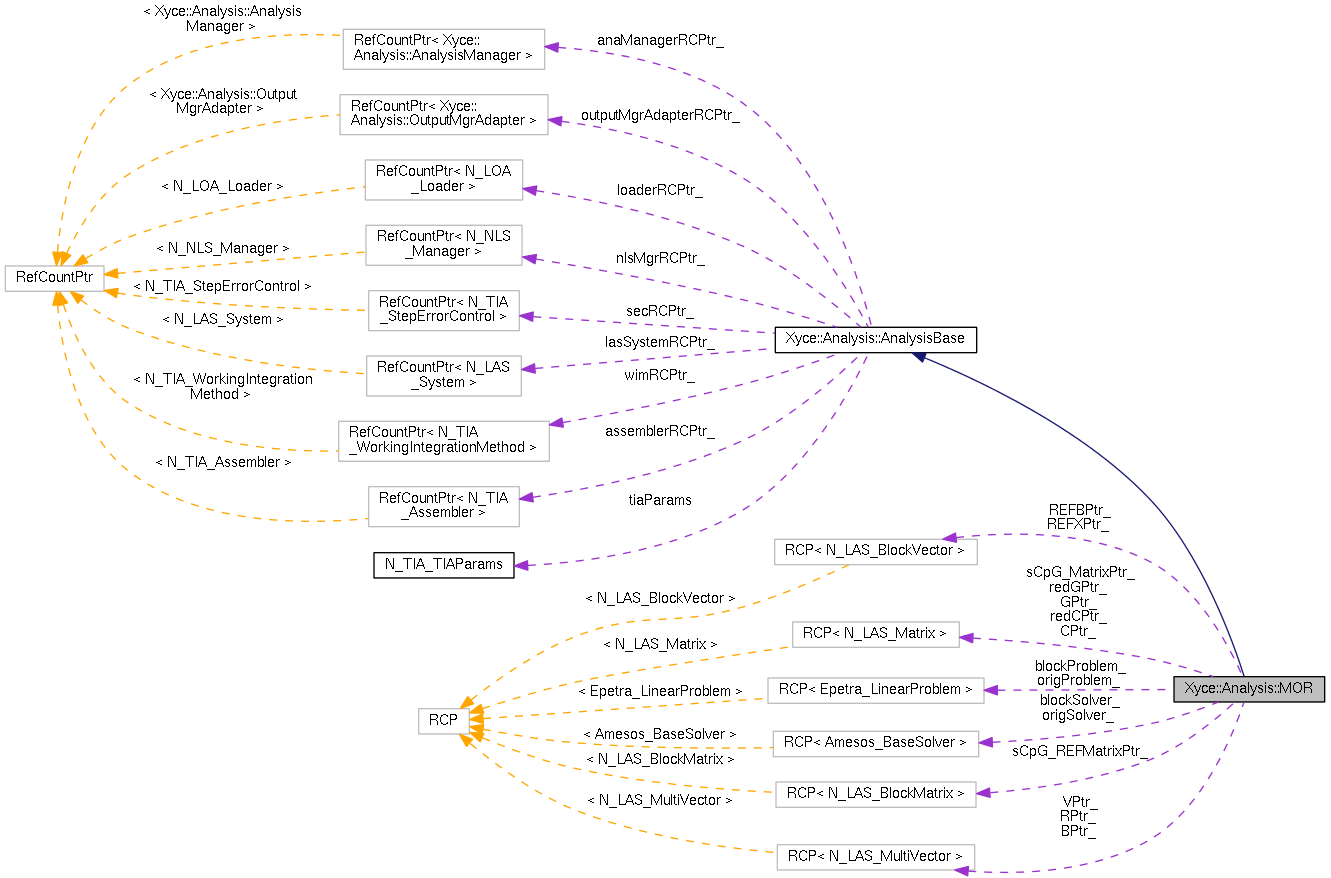 < Xyce::Analysis::Analysis
Manager >
RefCountPtr< Xyce::
Analysis::AnalysisManager >
anaManagerRCPtr_
< Xyce::Analysis::Output
MgrAdapter >
RefCountPtr< Xyce::
Analysis::OutputMgrAdapter >
outputMgrAdapterRCPtr_
< N_LOA_Loader >
RefCountPtr< N_LOA
_Loader >
loaderRCPtr_
< N_NLS_Manager >
RefCountPtr< N_NLS
_Manager >
nlsMgrRCPtr_
RefCountPtr
< N_TIA_StepErrorControl >
RefCountPtr< N_TIA
_StepErrorControl >
secRCPtr_
< N_LAS_System >
RefCountPtr< N_LAS
_System >
lasSystemRCPtr_
Xyce::Analysis::AnalysisBase
< N_TIA_WorkingIntegration
Method >
RefCountPtr< N_TIA
_WorkingIntegrationMethod >
wimRCPtr_
< N_TIA_Assembler >
RefCountPtr< N_TIA
_Assembler >
assemblerRCPtr_
N_TIA_TIAParams
tiaParams
RCP< N_LAS_BlockVector >
REFBPtr_
REFXPtr_
< N_LAS_BlockVector >
RCP< N_LAS_Matrix >
sCpG_MatrixPtr_
redGPtr_
GPtr_
redCPtr_
CPtr_
< N_LAS_Matrix >
RCP< Epetra_LinearProblem >
blockProblem_
origProblem_
< Epetra_LinearProblem >
Xyce::Analysis::MOR
RCP
< Amesos_BaseSolver >
RCP< Amesos_BaseSolver >
blockSolver_
origSolver_
< N_LAS_BlockMatrix >
RCP< N_LAS_BlockMatrix >
sCpG_REFMatrixPtr_
< N_LAS_MultiVector >
RCP< N_LAS_MultiVector >
VPtr_
RPtr_
BPtr_